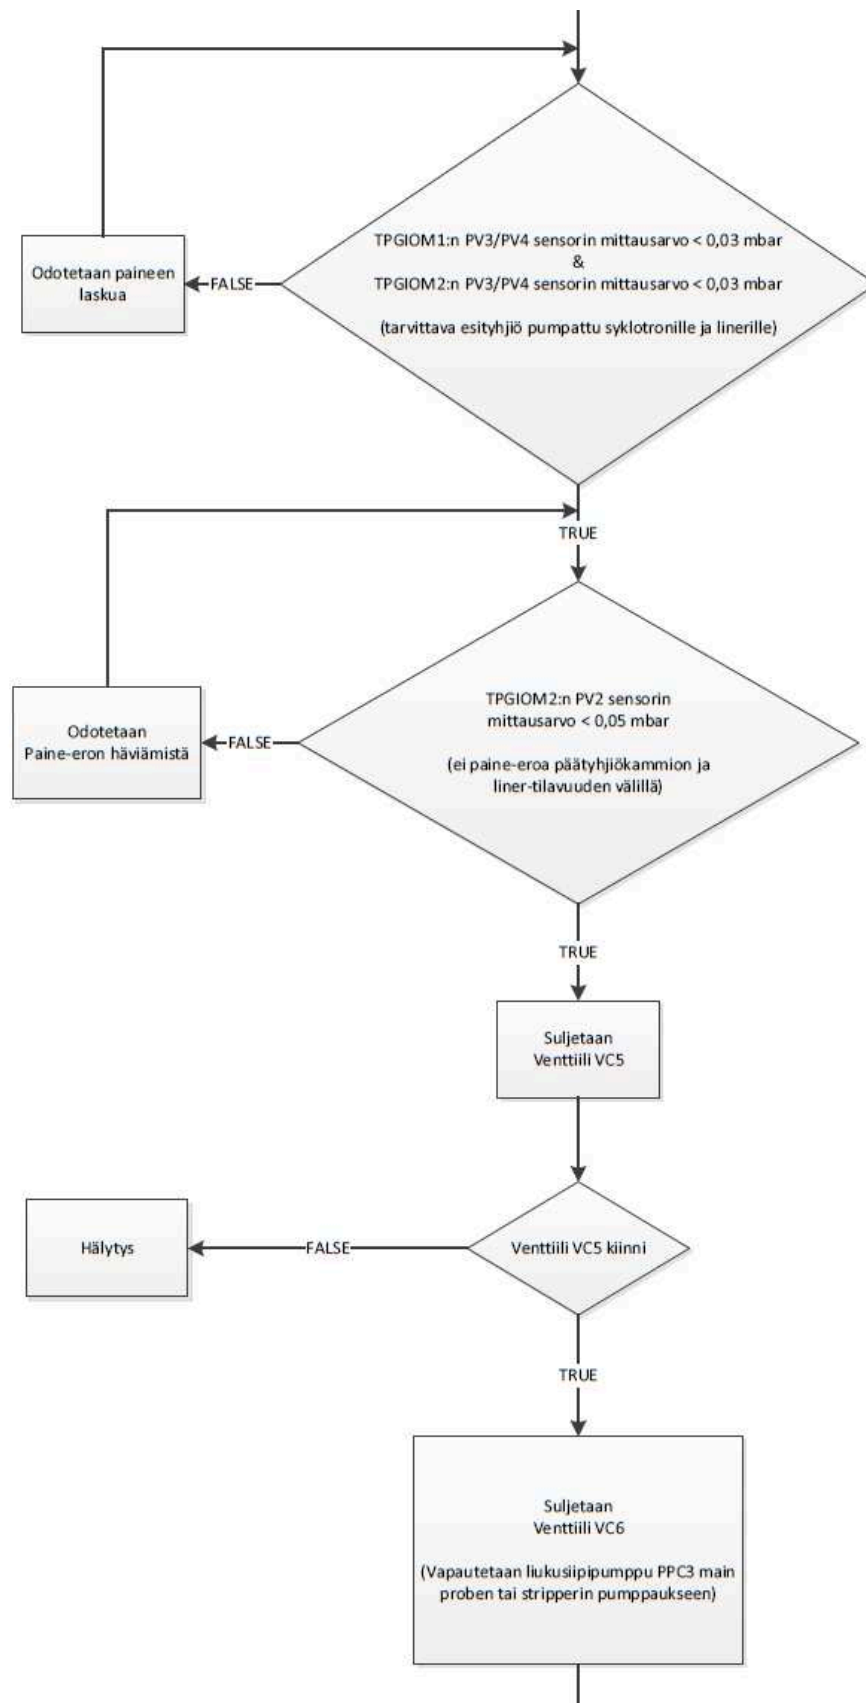 TPGIOM1:n PV3/PV4 sensorin mittausarvo < 0,03 mbar
&
TPGIOM2:n PV3/PV4 sensorin mittausarvo < 0,03 mbar
(tarvittava esityhjiö pumpattu syklotronille ja linerille)
FALSE
Odotetaan paineen
laskua
TRUE
TPGIOM2:n PV2 sensorin
mittausarvo < 0,05 mbar
(ei paine-eroa päätyhjiökammion ja
liner-tilavuuden välillä)
FALSE
Odotetaan
Paine-eron häviämistä
TRUE
Suljetaan
Venttiili VC5
Venttiili VC5 kiinni
FALSE
Hälytys
TRUE
Suljetaan
Venttiili VC6
(Vapautetaan liukusiipipumppu PPC3 main
proben tai stripperin pumppaukseen)